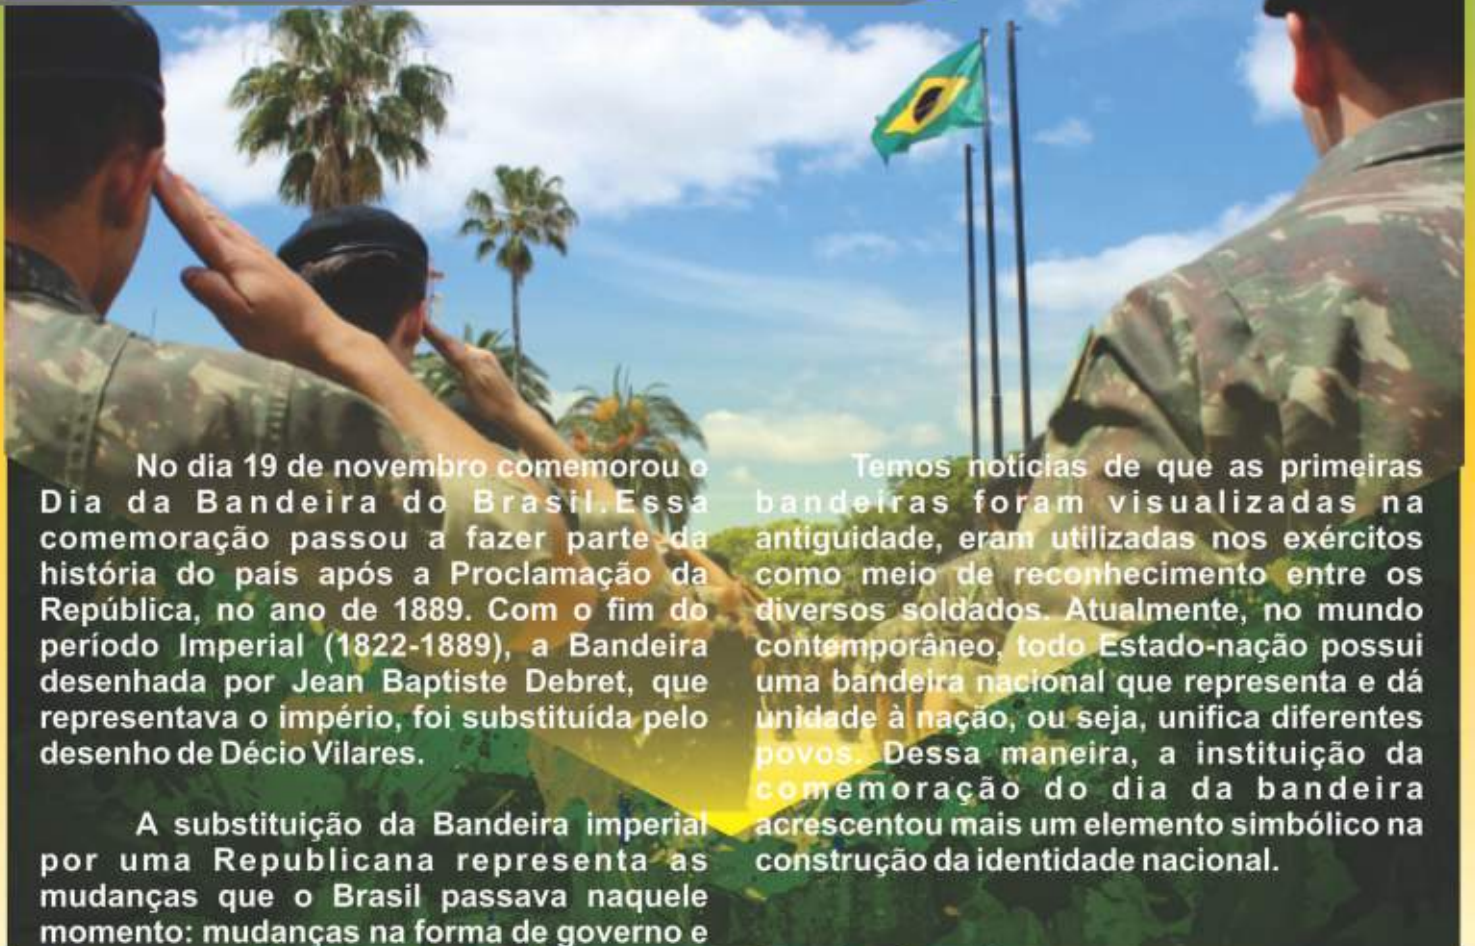 No dia 19 de novembro comemorou o
Dia da Bandeira do Brasil.Essa
comemoração passou a fazer parte da
história do país após a Proclamação da
República, no ano de 1889. Com o fim do
período Imperial (1822-1889), a Bandeira
desenhada por Jean Baptiste Debret, que
representava o império, foi substituída pelo
desenho de Décio Vilares.
A substituição da Bandeira imperial
por uma Republicana representa as
mudanças que o Brasil passava naquele
momento: mudanças na forma de governo e
Temos notícias de que as primeiras
bandeiras foram visualizadas na
antiguidade, eram utilizadas nos exércitos
como meio de reconhecimento entre os
diversos soldados. Atualmente, no mundo
contemporâneo, todo Estado-nação possui
uma bandeira nacional que representa e dá
unidade à nação, ou seja, unifica diferentes
povos. Dessa maneira, a instituição da
comemoração do dia da bandeira
acrescentou mais um elemento simbólico na
construção da identidade nacional.